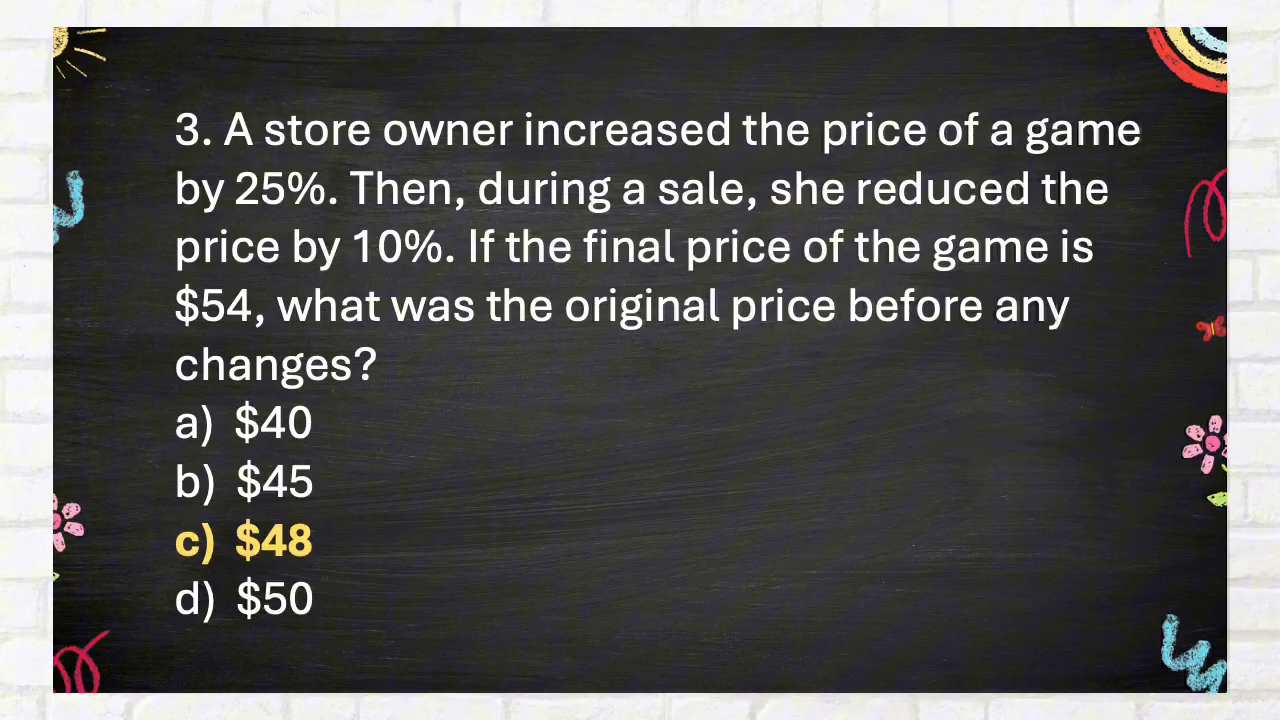 3. A store owner increased the price of a game
by 25%. Then, during a sale, she reduced the
price by 10%. If the final price of the game is
$54, what was the original price before any
changes?
a) $40
b) $45
c) $48
d) $50